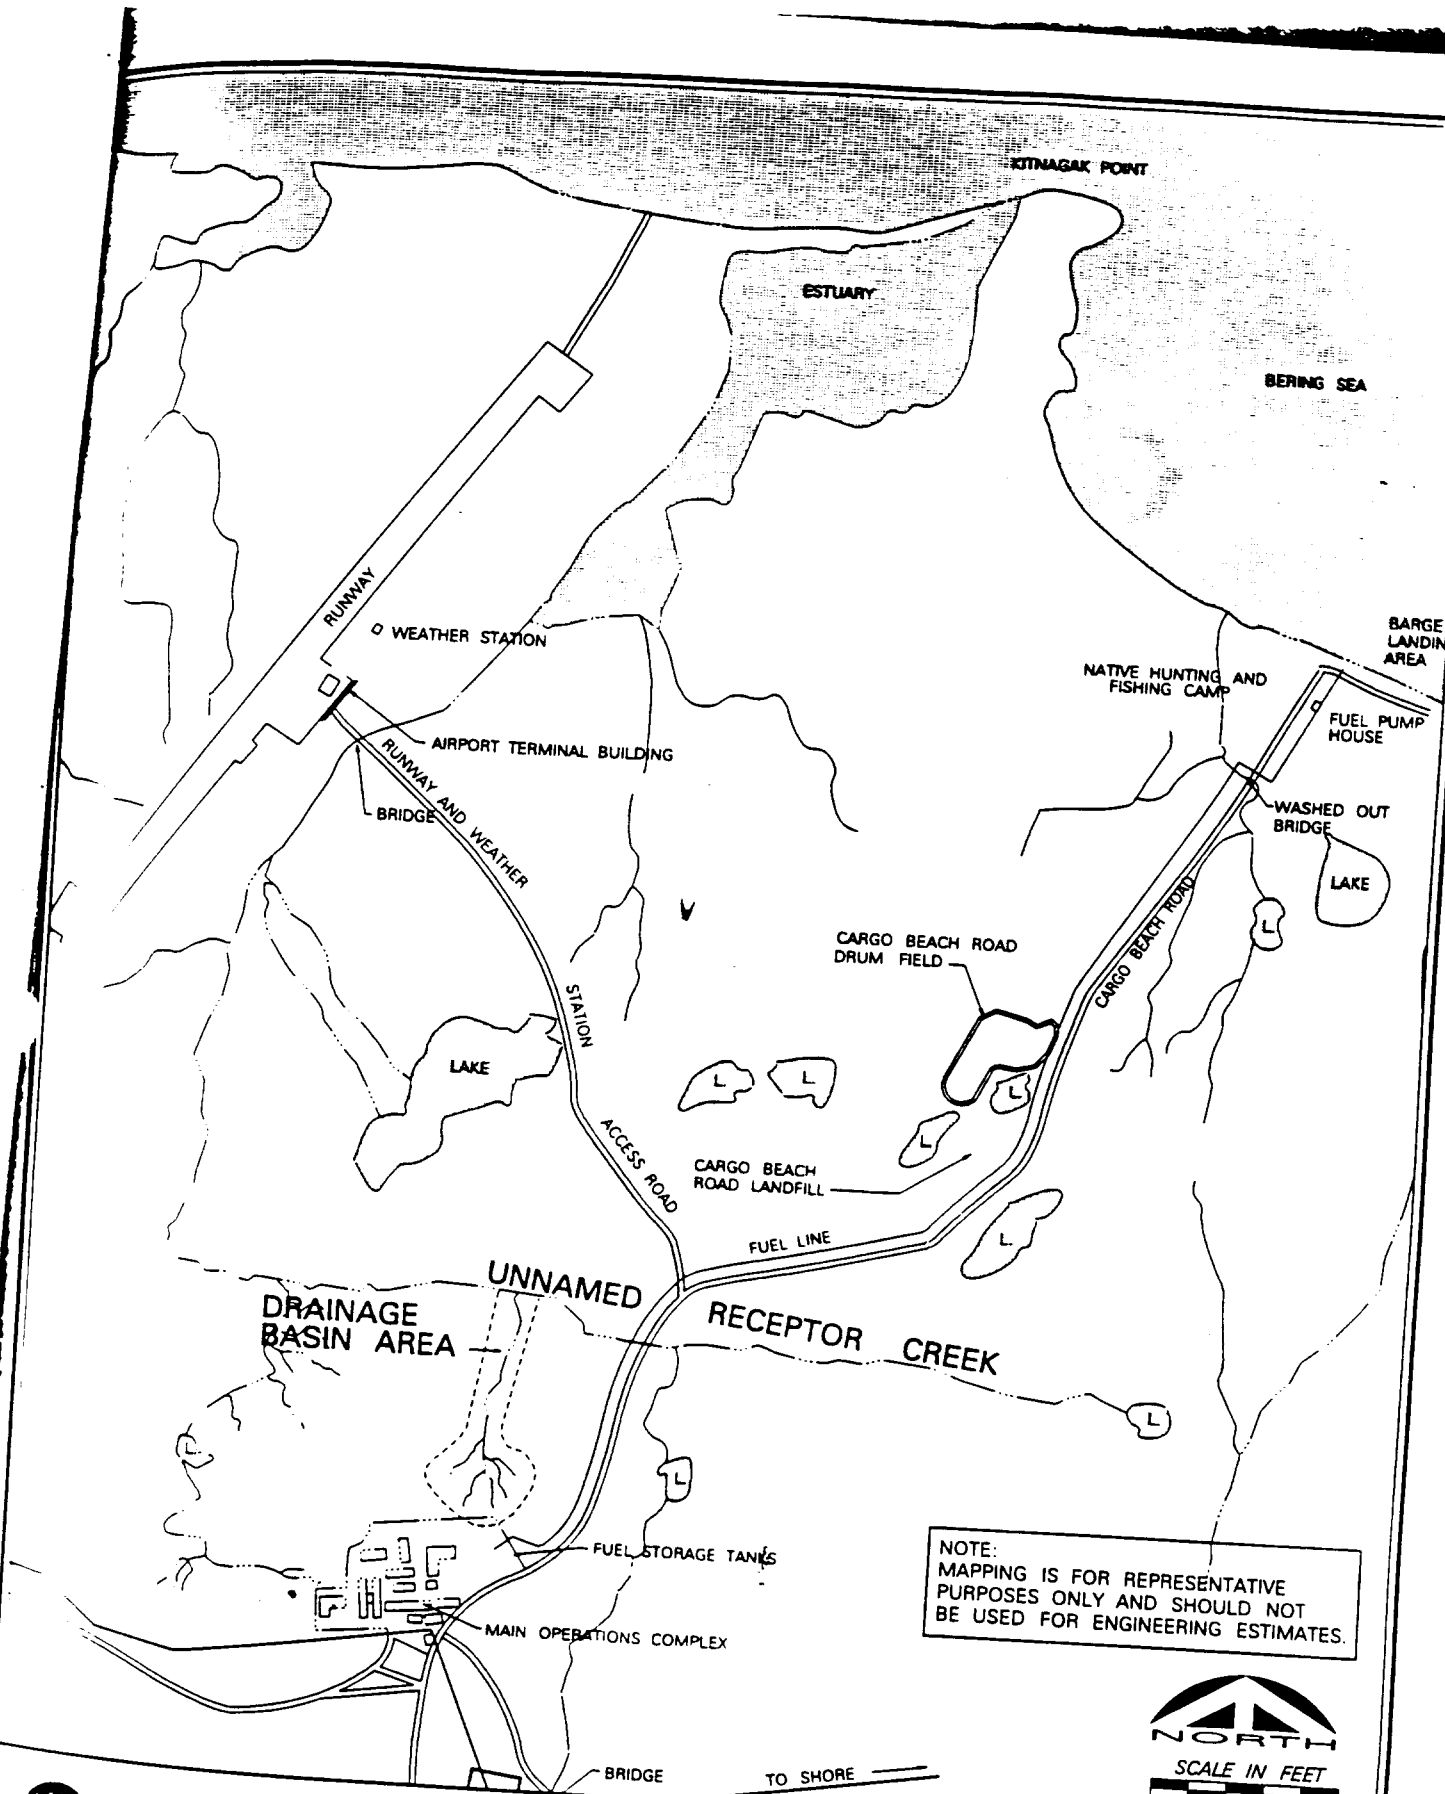 KITNAGAK POINT
ESTUARY
BERING SEA
RUNWAY
WEATHER STATION
BARGE
LANDIN
AREA
NATIVE HUNTING AND
FISHING CAMP
FUEL PUMP
HOUSE
AIRPORT TERMINAL BUILDING
BRIDGE
RUNWAY AND WEATHER
STATION
ACCESS ROAD
WASHED OUT
BRIDGE
LAKE
L
CARGO BEACH ROAD
CARGO BEACH ROAD
DRUM FIELD
LAKE
L
L
L
L
CARGO BEACH
ROAD LANDFILL
L
FUEL LINE
UNNAMED RECEPTOR CREEK
DRAINAGE
BASIN AREA
L
L
L
FUEL STORAGE TANKS
MAIN OPERATIONS COMPLEX
NOTE:
MAPPING IS FOR REPRESENTATIVE
PURPOSES ONLY AND SHOULD NOT
BE USED FOR ENGINEERING ESTIMATES.
NORTH
SCALE IN FEET
BRIDGE
TO SHORE